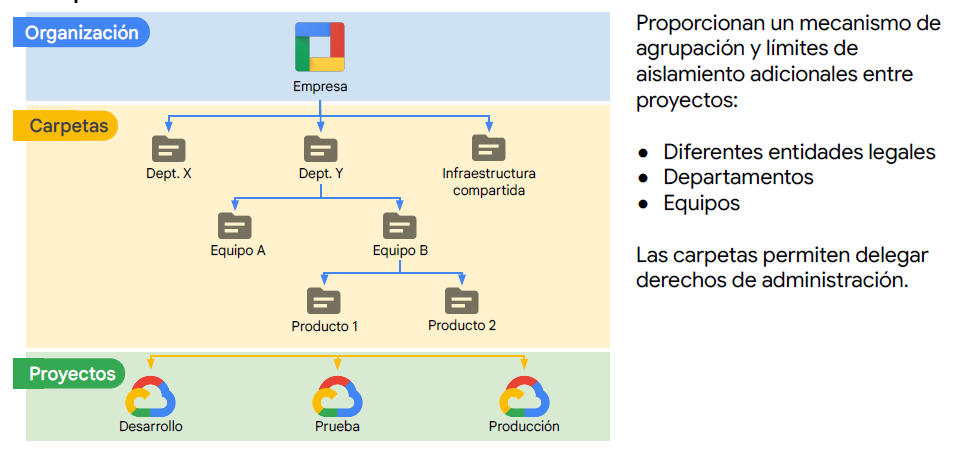 Organización
Empresa
Carpetas
Dept. X
Dept. Y
Infraestructura
compartida
Equipo A
Equipo B
Producto 1
Producto 2
Proyectos
Desarrollo
Prueba
Producción
Proporcionan un mecanismo de
agrupación y límites de
aislamiento adicionales entre
proyectos:
● Diferentes entidades legales
● Departamentos
● Equipos
Las carpetas permiten delegar
derechos de administración.